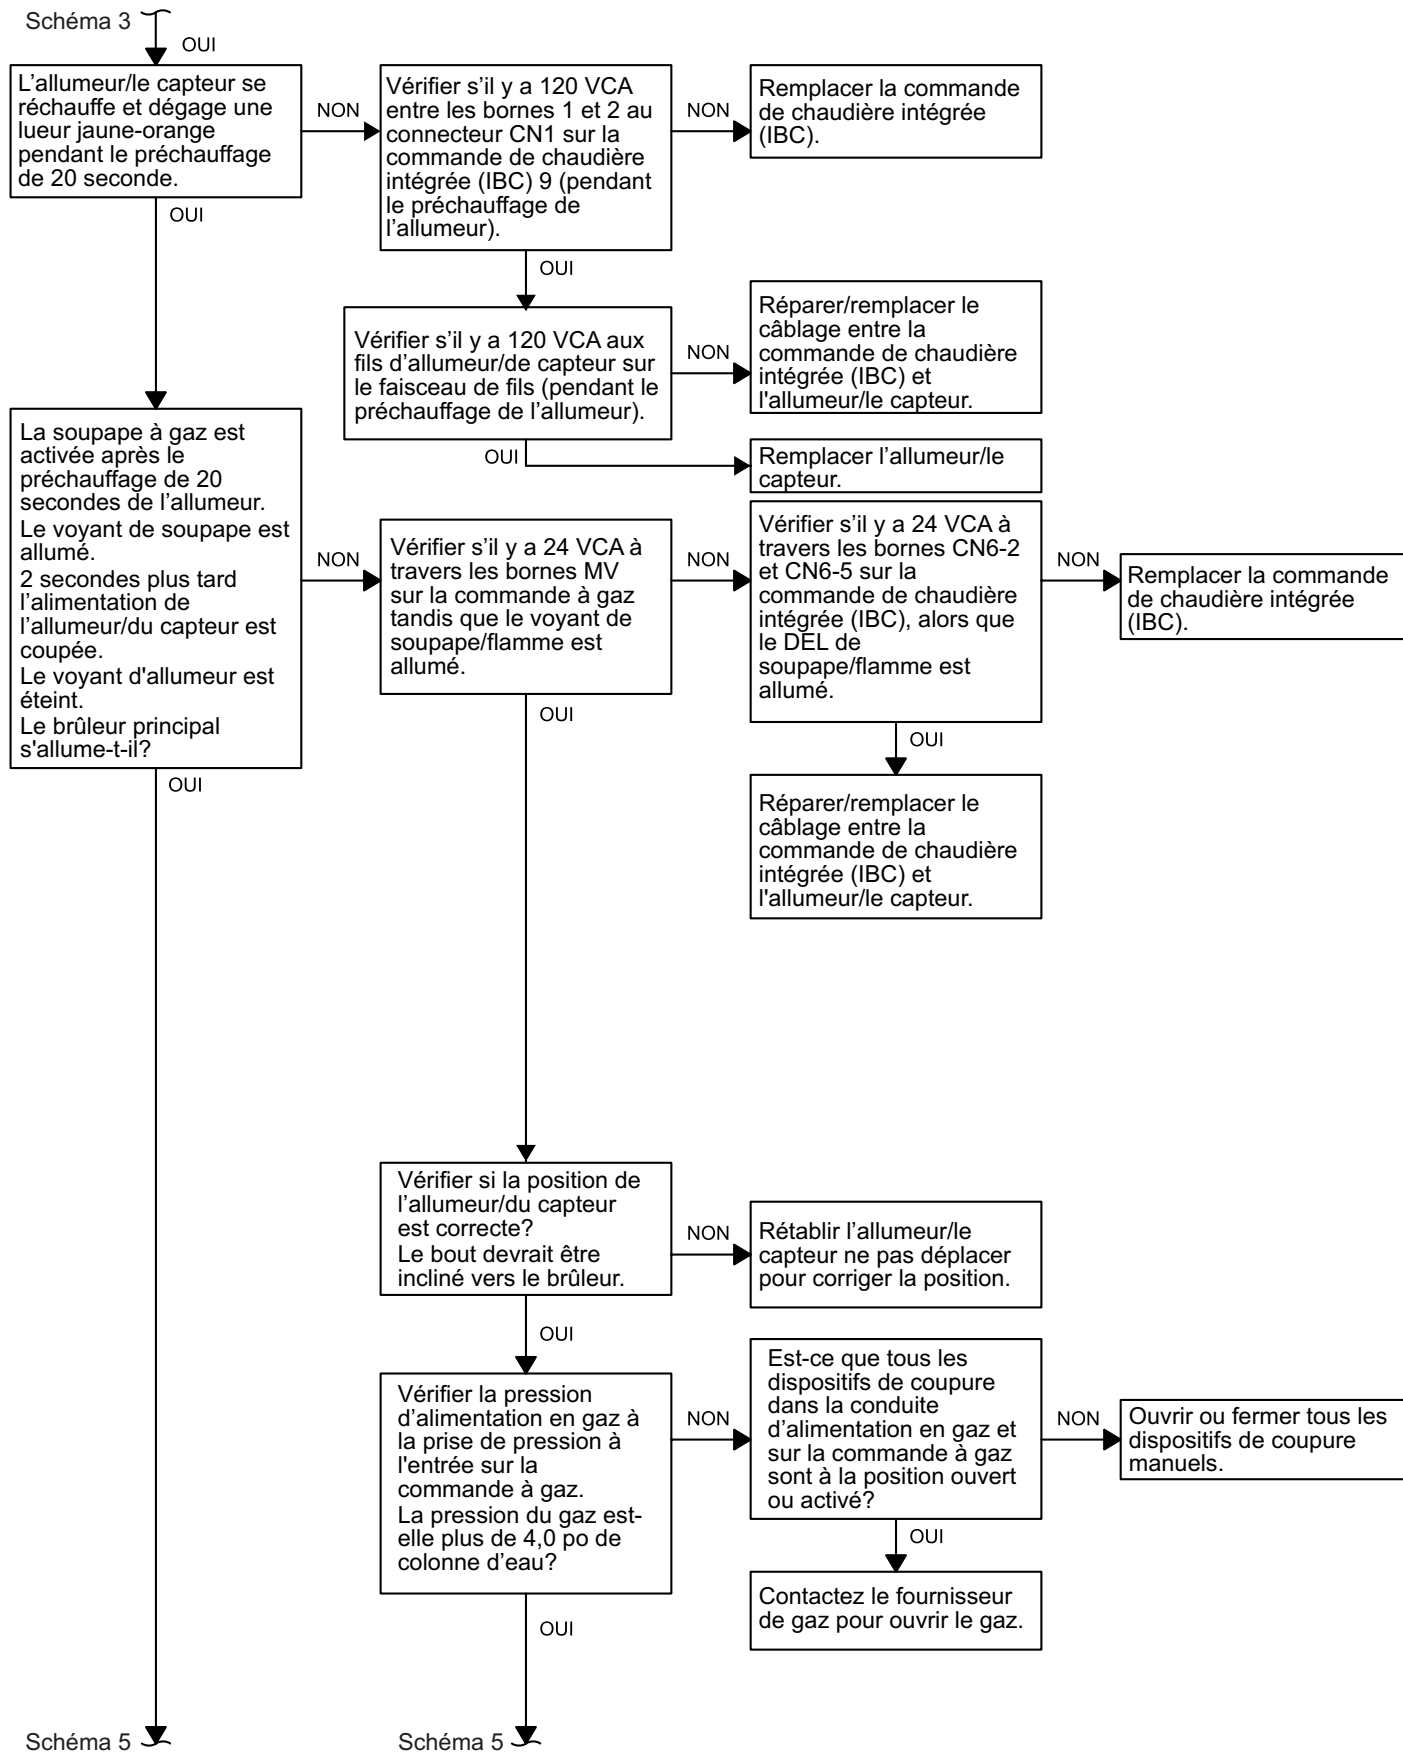 Schéma 3
OUI
L'allumeur/le capteur se
réchauffe et dégage une
lueur jaune-orange
pendant le préchauffage
de 20 seconde.
NON
Vérifier s'il y a 120 VCA
entre les bornes 1 et 2 au
connecteur CN1 sur la
commande de chaudière
intégrée (IBC) 9 (pendant
le préchauffage de
l'allumeur).
NON
Remplacer la commande
de chaudière intégrée
(IBC).
OUI
OUI
Vérifier s'il y a 120 VCA aux
fils d'allumeur/de capteur sur
le faisceau de fils (pendant le
préchauffage de l'allumeur).
NON
Réparer/remplacer le
câblage entre la
commande de chaudière
intégrée (IBC) et
l'allumeur/le capteur.
OUI
Remplacer l'allumeur/le
capteur.
La soupape à gaz est
activée après le
préchauffage de 20
secondes de l'allumeur.
Le voyant de soupape est
allumé.
2 secondes plus tard
l'alimentation de
l'allumeur/du capteur est
coupée.
Le voyant d'allumeur est
éteint.
Le brûleur principal
s'allume-t-il?
NON
Vérifier s'il y a 24 VCA à
travers les bornes MV
sur la commande à gaz
tandis que le voyant de
soupape/flamme est
allumé.
NON
Vérifier s'il y a 24 VCA à
travers les bornes CN6-2
et CN6-5 sur la
commande de chaudière
intégrée (IBC), alors que
le DEL de
soupape/flamme est
allumé.
NON
Remplacer la commande
de chaudière intégrée
(IBC).
OUI
OUI
OUI
Réparer/remplacer le
câblage entre la
commande de chaudière
intégrée (IBC) et
l'allumeur/le capteur.
Vérifier si la position de
l'allumeur/du capteur
est correcte?
Le bout devrait être
incliné vers le brûleur.
NON
Rétablir l'allumeur/le
capteur ne pas déplacer
pour corriger la position.
OUI
Vérifier la pression
d'alimentation en gaz à
la prise de pression à
l'entrée sur la
commande à gaz.
La pression du gaz est-
elle plus de 4,0 po de
colonne d'eau?
NON
Est-ce que tous les
dispositifs de coupure
dans la conduite
d'alimentation en gaz et
sur la commande à gaz
sont à la position ouvert
ou activé?
NON
Ouvrir ou fermer tous les
dispositifs de coupure
manuels.
OUI
Contactez le fournisseur
de gaz pour ouvrir le gaz.
OUI
Schéma 5
Schéma 5